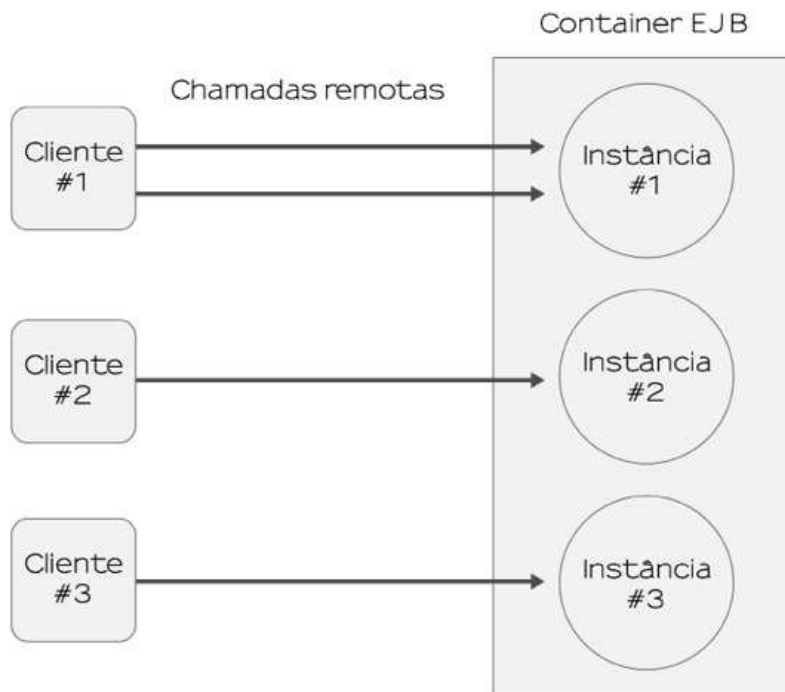 Container EJB
Chamadas remotas
Cliente
#1
Instância
#1
Cliente
#2
Instância
#2
Cliente
#3
Instância
#3